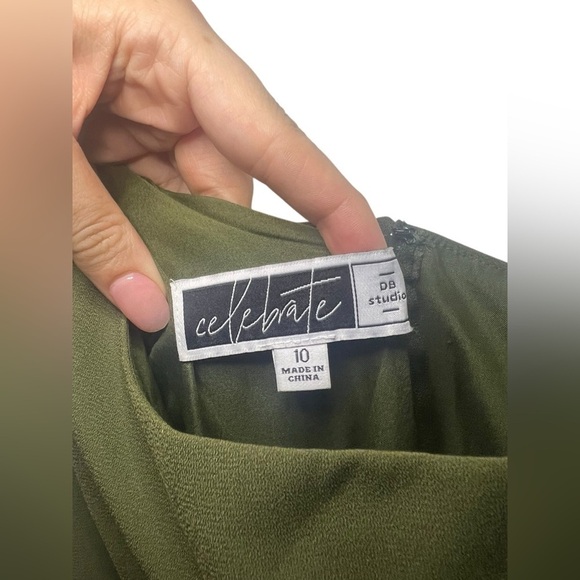 celebrate
DB
studio
10
MADE IN
CHINA